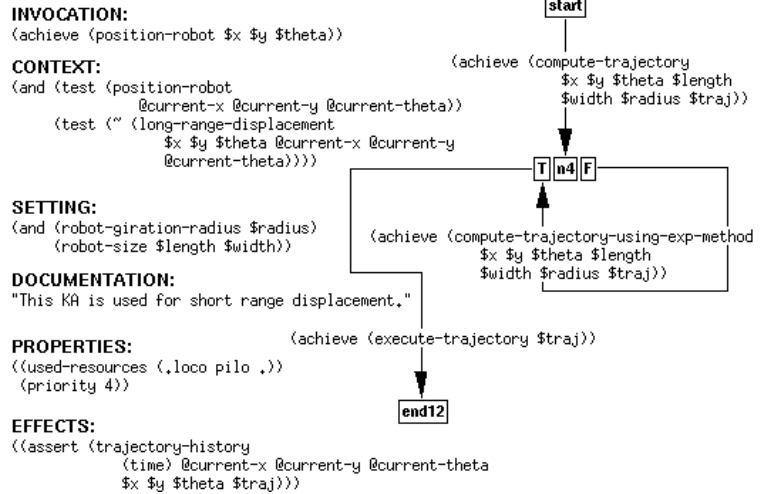 INVOCATION:
(achieve (position-robot $x $y $theta))
CONTEXT:
(and (test (position-robot
@current-x @current-y @current-theta))
(test (~ (long-range-displacement
$x $y $theta @current-x @current-y
@current-theta))))
SETTING:
(and (robot-giration-radius $radius)
(robot-size $length $width))
DOCUMENTATION:
"This KA is used for short range displacement."
PROPERTIES:
((used-resources (.loco pilo .))
(priority 4))
EFFECTS:
((assert (trajectory-history
(time) @current-x @current-y @current-theta
$x $y $theta $traj)))
start
(achieve (compute-trajectory
$x $y $theta $length
$width $radius $traj))
T n4 F
(achieve (compute-trajectory-using-exp-method
$x $y $theta $length
$width $radius $traj))
(achieve (execute-trajectory $traj))
end12